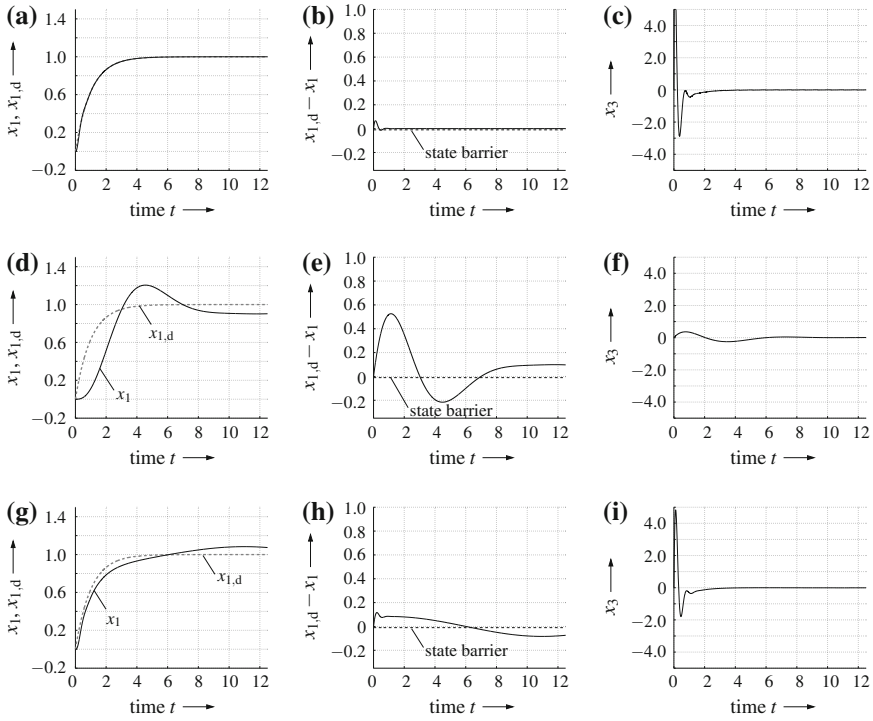 (a)
1.4
1.0
0.6
0.2
−0.2
x1, x1,d
0 2 4 6 8 10 12
time t
(b)
1.0
0.8
0.6
0.4
0.2
0
−0.2
x1,d − x1
state barrier
0 2 4 6 8 10 12
time t
(c)
4.0
2.0
0
−2.0
−4.0
x3
0 2 4 6 8 10 12
time t
(d)
1.4
1.0
0.6
0.2
−0.2
x1, x1,d
x1,d
x1
0 2 4 6 8 10 12
time t
(e)
1.0
0.8
0.6
0.4
0.2
0
−0.2
x1,d − x1
state barrier
0 2 4 6 8 10 12
time t
(f)
4.0
2.0
0
−2.0
−4.0
x3
0 2 4 6 8 10 12
time t
(g)
1.4
1.0
0.6
0.2
−0.2
x1, x1,d
x1,d
x1
0 2 4 6 8 10 12
time t
(h)
1.0
0.8
0.6
0.4
0.2
0
−0.2
x1,d − x1
state barrier
0 2 4 6 8 10 12
time t
(i)
4.0
2.0
0
−2.0
−4.0
x3
0 2 4 6 8 10 12
time t